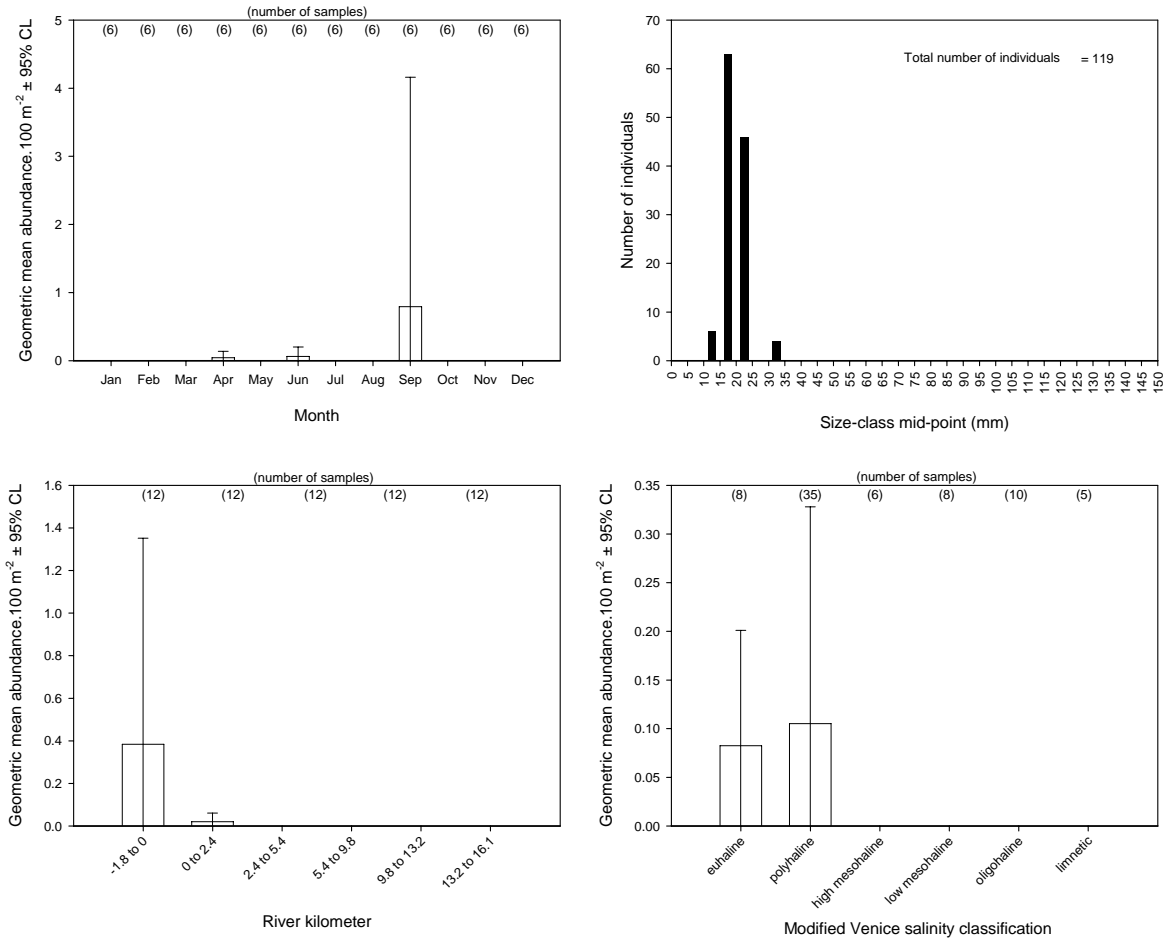 (number of samples)
(6) (6) (6) (6) (6) (6) (6) (6) (6) (6) (6) (6)
Geometric mean abundance.100 m⁻² ± 95% CL
5
4
3
2
1
0
Jan Feb Mar Apr May Jun Jul Aug Sep Oct Nov Dec
Month
Total number of individuals = 119
Number of individuals
70
60
50
40
30
20
10
0
0 5 10 15 20 25 30 35 40 45 50 55 60 65 70 75 80 85 90 95 100 105 110 115 120 125 130 135 140 145 150
Size-class mid-point (mm)
(number of samples)
(12) (12) (12) (12) (12)
Geometric mean abundance.100 m⁻² ± 95% CL
1.6
1.4
1.2
1.0
0.8
0.6
0.4
0.2
0.0
-1.8 to 0
0 to 2.4
2.4 to 5.4
5.4 to 9.8
9.8 to 13.2
13.2 to 16.1
River kilometer
(number of samples)
(8) (35) (6) (8) (10) (5)
Geometric mean abundance.100 m⁻² ± 95% CL
0.35
0.30
0.25
0.20
0.15
0.10
0.05
0.00
euhaline
polyhaline
high mesohaline
low mesohaline
oligohaline
limnetic
Modified Venice salinity classification